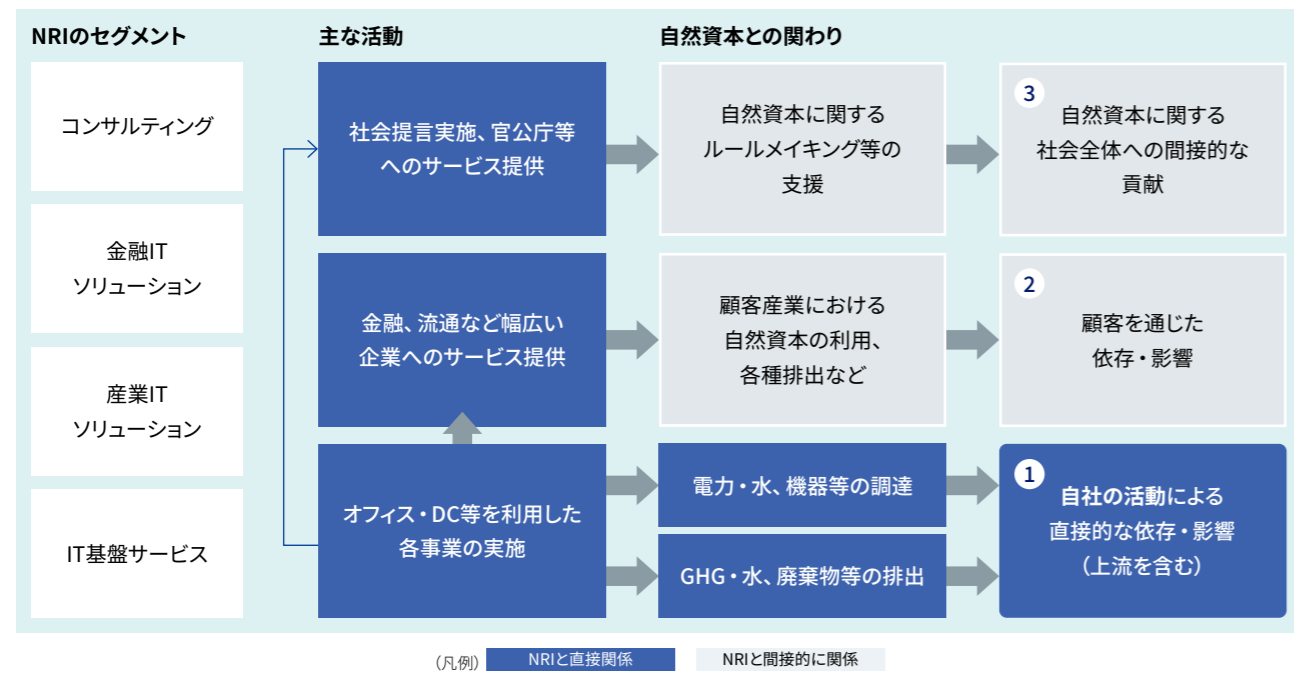 NRIのセグメント
主な活動
自然資本との関わり
コンサルティング
金融IT
ソリューション
産業IT
ソリューション
IT基盤サービス
社会提言実施、官公庁等
へのサービス提供
自然資本に関する
ルールメイキング等の
支援
3
自然資本に関する
社会全体への間接的な
貢献
金融、流通など幅広い
企業へのサービス提供
顧客産業における
自然資本の利用、
各種排出など
2
顧客を通じた
依存・影響
オフィス・DC等を利用した
各事業の実施
電力・水、機器等の調達
GHG・水、廃棄物等の排出
1
自社の活動による
直接的な依存・影響
（上流を含む）
（凡例）
NRIと直接関係
NRIと間接的に関係